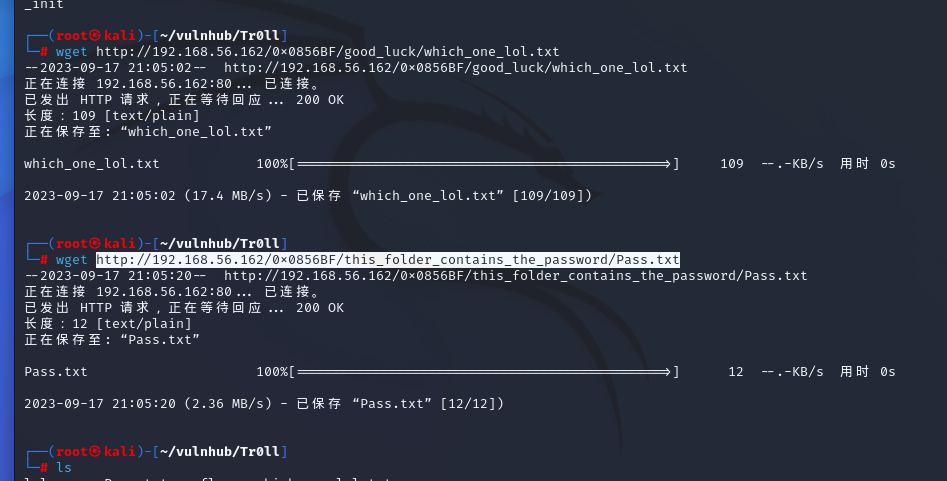 _init
┌──(root㉿kali)-[~/vulnhub/Tr0ll]
└─# wget http://192.168.56.162/0×0856BF/good_luck/which_one_lol.txt
--2023-09-17 21:05:02-- http://192.168.56.162/0×0856BF/good_luck/which_one_lol.txt
正在连接 192.168.56.162:80... 已连接。
已发出 HTTP 请求，正在等待回应... 200 OK
长度：109 [text/plain]
正在保存至: “which_one_lol.txt”
which_one_lol.txt 100%[===========================================>] 109 --.-KB/s 用时 0s
2023-09-17 21:05:02 (17.4 MB/s) - 已保存 “which_one_lol.txt” [109/109])
┌──(root㉿kali)-[~/vulnhub/Tr0ll]
└─# wget http://192.168.56.162/0×0856BF/this_folder_contains_the_password/Pass.txt
--2023-09-17 21:05:20-- http://192.168.56.162/0×0856BF/this_folder_contains_the_password/Pass.txt
正在连接 192.168.56.162:80... 已连接。
已发出 HTTP 请求，正在等待回应... 200 OK
长度：12 [text/plain]
正在保存至: “Pass.txt”
Pass.txt 100%[===========================================>] 12 --.-KB/s 用时 0s
2023-09-17 21:05:20 (2.36 MB/s) - 已保存 “Pass.txt” [12/12])
┌──(root㉿kali)-[~/vulnhub/Tr0ll]
└─# ls